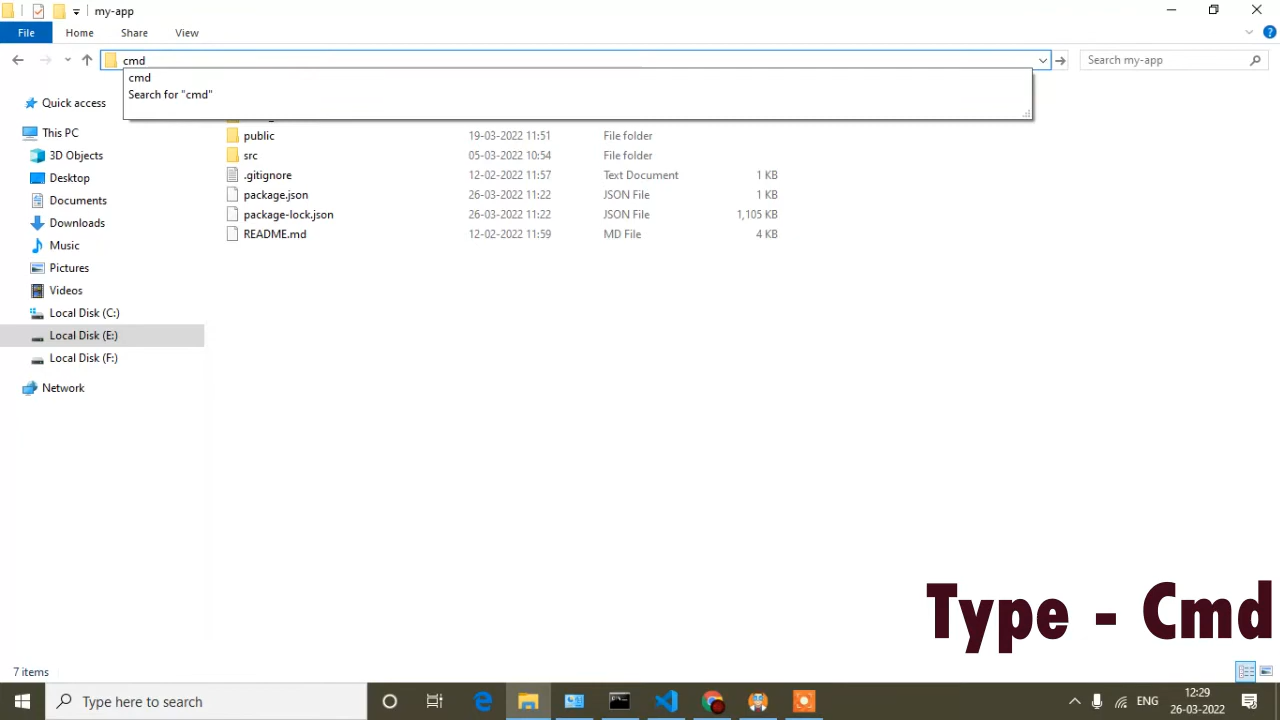 my-app
File
Home
Share
View
cmd
Search my-app
cmd
Search for "cmd"
Quick access
This PC
3D Objects
Desktop
Documents
Downloads
Music
Pictures
Videos
Local Disk (C:)
Local Disk (E:)
Local Disk (F:)
Network
public 19-03-2022 11:51 File folder
src 05-03-2022 10:54 File folder
.gitignore 12-02-2022 11:57 Text Document 1 KB
package.json 26-03-2022 11:22 JSON File 1 KB
package-lock.json 26-03-2022 11:22 JSON File 1,105 KB
README.md 12-02-2022 11:59 MD File 4 KB
Type - Cmd
7 items
Type here to search
ENG
12:29
26-03-2022